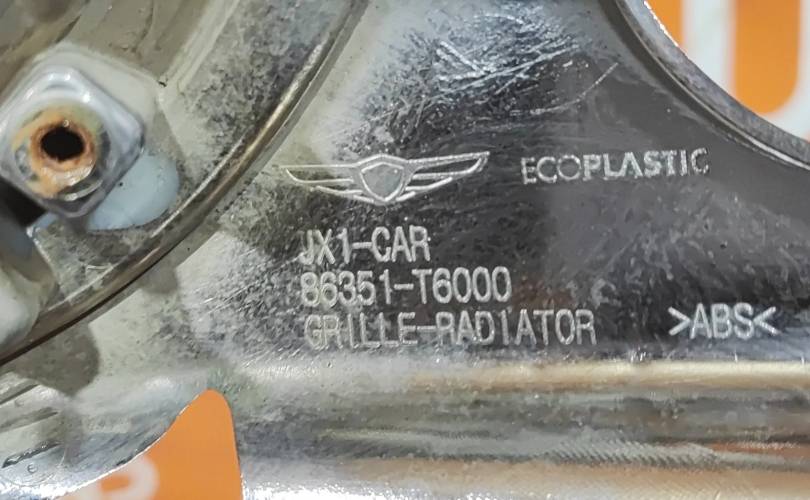 ECOPLASTIC
JX1-CAR
86351-T6000
GRILLE-RADIATOR
>ABS<